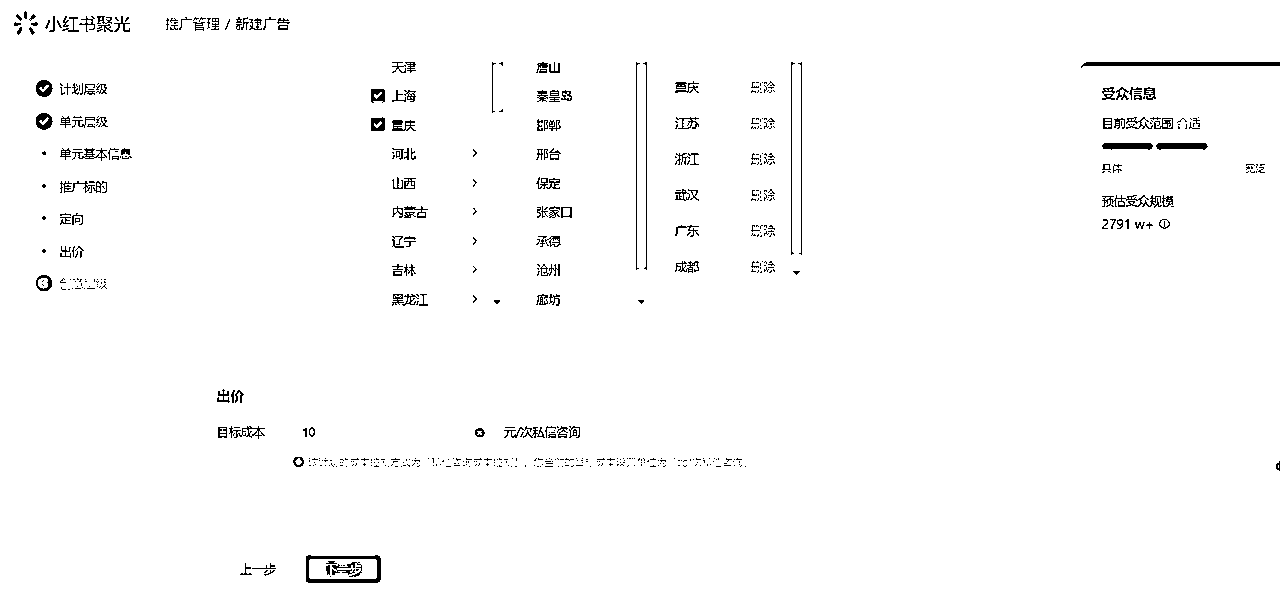 小红书聚光 推广管理 / 新建广告
计划层级
单元层级
单元基本信息
推广标的
定向
出价
创意层级
天津
上海
重庆
河北
山西
内蒙古
辽宁
吉林
黑龙江
唐山
秦皇岛
邯郸
邢台
保定
张家口
承德
沧州
廊坊
重庆 删除
江苏 删除
浙江 删除
武汉 删除
广东 删除
成都 删除
受众信息
目前受众范围 合适
具体 宽泛
预估受众规模
2791 w+
出价
目标成本 10 元/次私信咨询
上一步 下一步